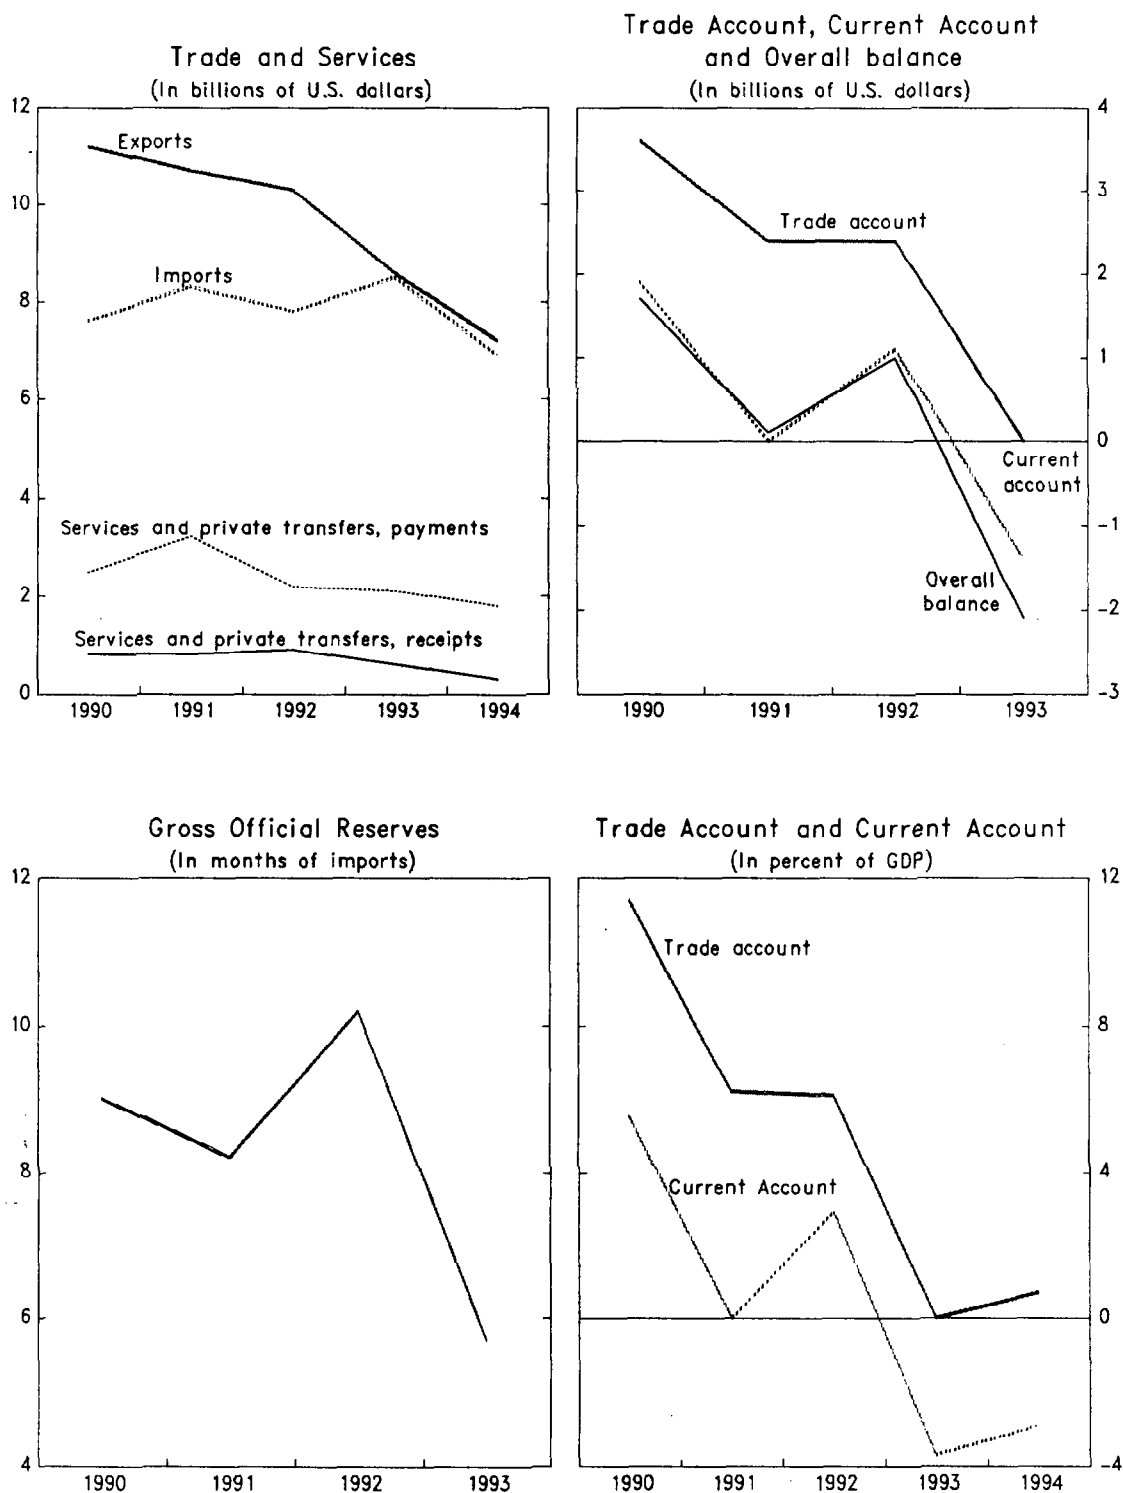 Trade and Services
(In billions of U.S. dollars)
12
10
8
6
4
2
0
Exports
Imports
Services and private transfers, payments
Services and private transfers, receipts
1990 1991 1992 1993 1994
Trade Account, Current Account
and Overall balance
(In billions of U.S. dollars)
4
3
2
1
0
-1
-2
-3
Trade account
Current
account
Overall
balance
1990 1991 1992 1993
Gross Official Reserves
(In months of imports)
12
10
8
6
4
1990 1991 1992 1993
Trade Account and Current Account
(In percent of GDP)
12
8
4
0
-4
Trade account
Current Account
1990 1991 1992 1993 1994